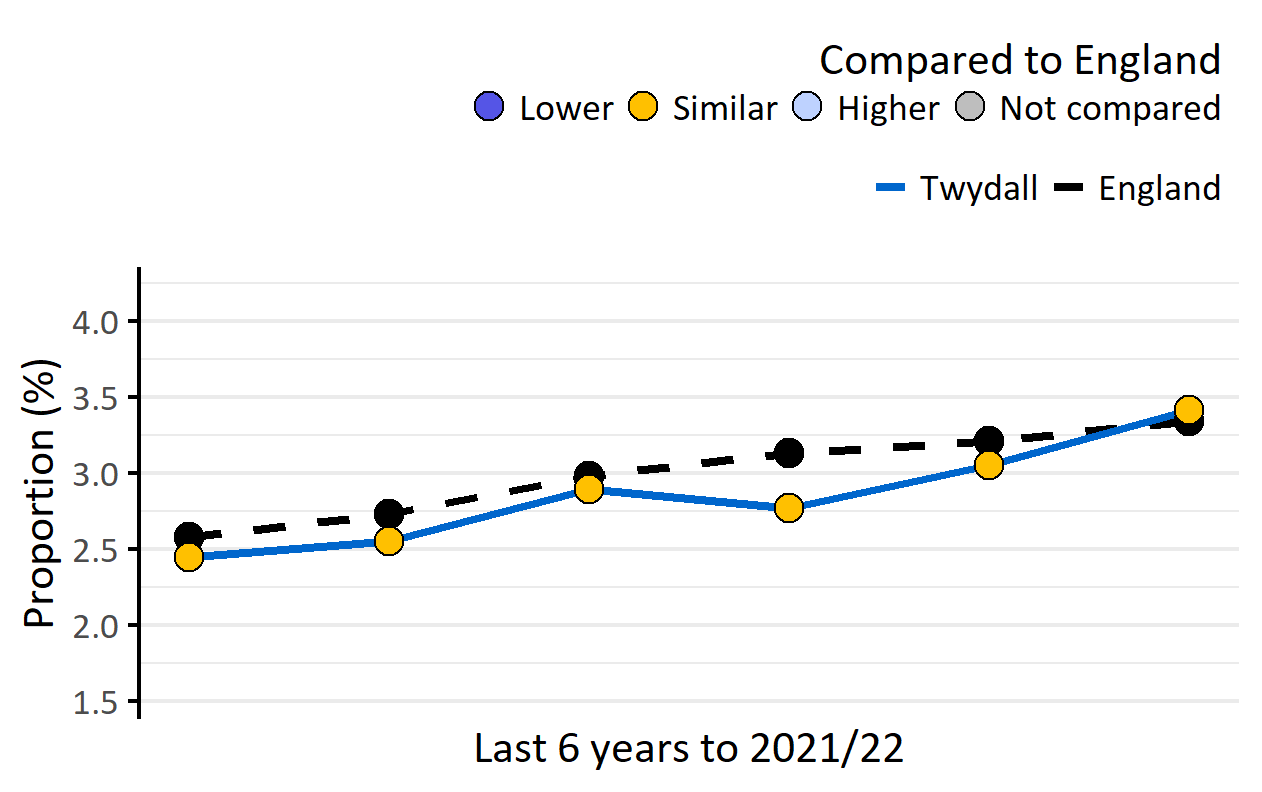 Compared to England
Lower Similar Higher Not compared
Twydall England
Proportion (%)
4.0
3.5
3.0
2.5
2.0
1.5
Last 6 years to 2021/22